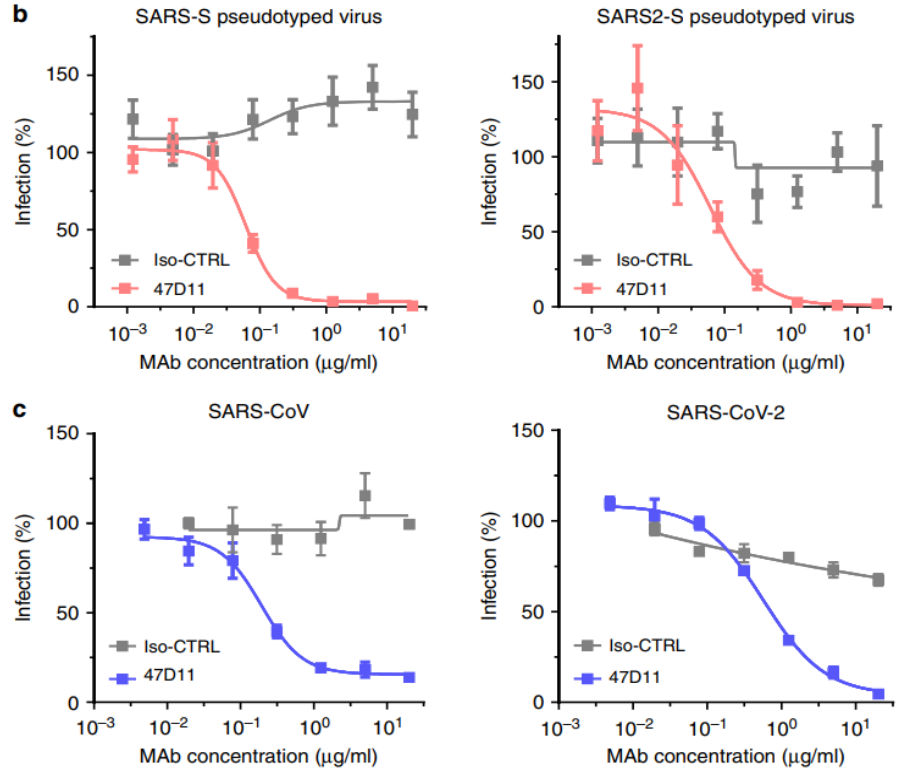 b
SARS-S pseudotyped virus
SARS2-S pseudotyped virus
150
100
50
0
Infection (%)
Iso-CTRL
47D11
10⁻³ 10⁻² 10⁻¹ 10⁰ 10¹
MAb concentration (μg/ml)
150
100
50
0
Infection (%)
Iso-CTRL
47D11
10⁻³ 10⁻² 10⁻¹ 10⁰ 10¹
MAb concentration (μg/ml)
c
SARS-CoV
SARS-CoV-2
150
100
50
0
Infection (%)
Iso-CTRL
47D11
10⁻³ 10⁻² 10⁻¹ 10⁰ 10¹
MAb concentration (μg/ml)
150
100
50
0
Infection (%)
Iso-CTRL
47D11
10⁻³ 10⁻² 10⁻¹ 10⁰ 10¹
MAb concentration (μg/ml)